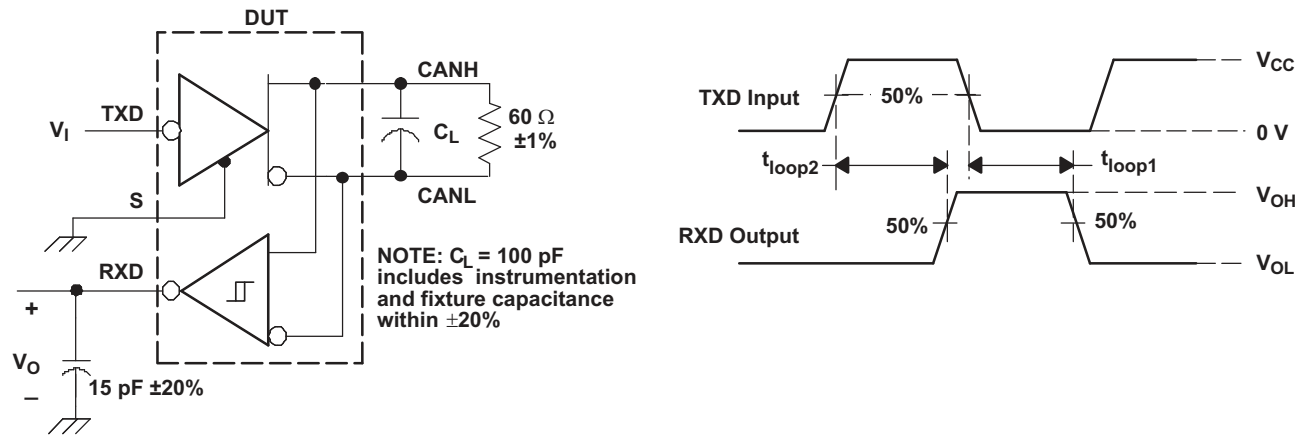 DUT
TXD
V_I
S
RXD
+
V_O
–
15 pF ±20%
CANH
C_L
60 Ω
±1%
CANL
NOTE: C_L = 100 pF
includes instrumentation
and fixture capacitance
within ±20%
TXD Input
50%
V_CC
0 V
t_loop2
t_loop1
RXD Output
50%
50%
V_OH
V_OL